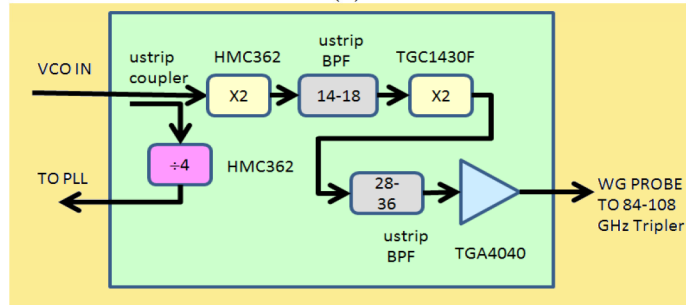 VCO IN
ustrip
coupler
HMC362
X2
ustrip
BPF
14-18
TGC1430F
X2
÷4
HMC362
TO PLL
28-
36
ustrip
BPF
TGA4040
WG PROBE
TO 84-108
GHz Tripler